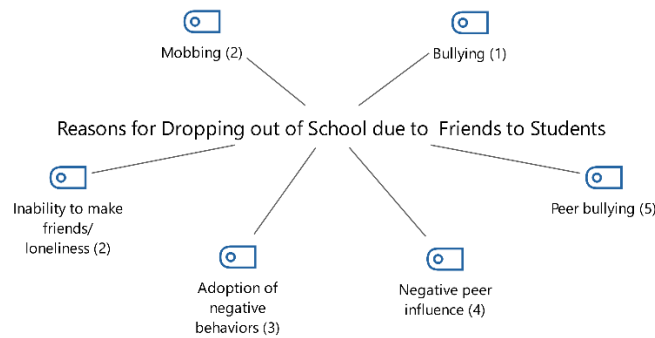 Mobbing (2)
Bullying (1)
Reasons for Dropping out of School due to Friends to Students
Inability to make
friends/
loneliness (2)
Peer bullying (5)
Adoption of
negative
behaviors (3)
Negative peer
influence (4)